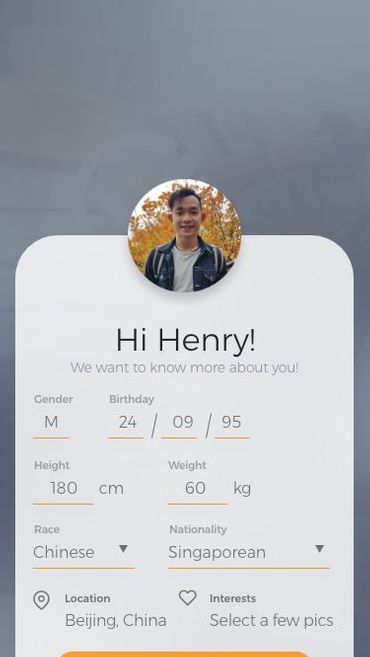 Hi Henry!
We want to know more about you!
Gender Birthday
M 24 / 09 / 95
Height Weight
180 cm 60 kg
Race Nationality
Chinese Singaporean
Location Interests
Beijing, China Select a few pics